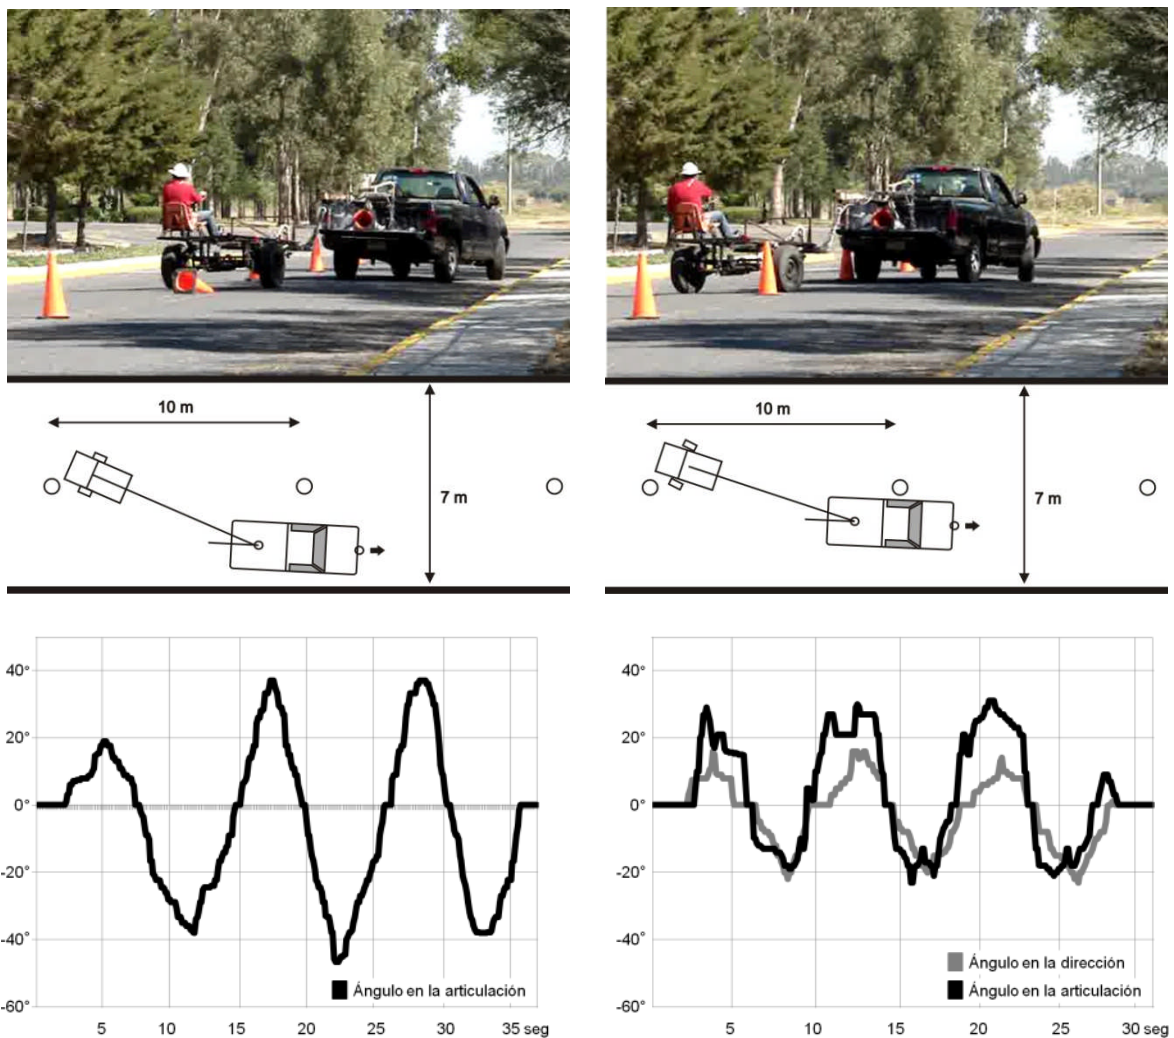 10 m
7 m
10 m
7 m
40°
20°
0°
-20°
-40°
-60°
5 10 15 20 25 30 35 seg
Ángulo en la articulación
40°
20°
0°
-20°
-40°
-60°
5 10 15 20 25 30 seg
Ángulo en la dirección
Ángulo en la articulación